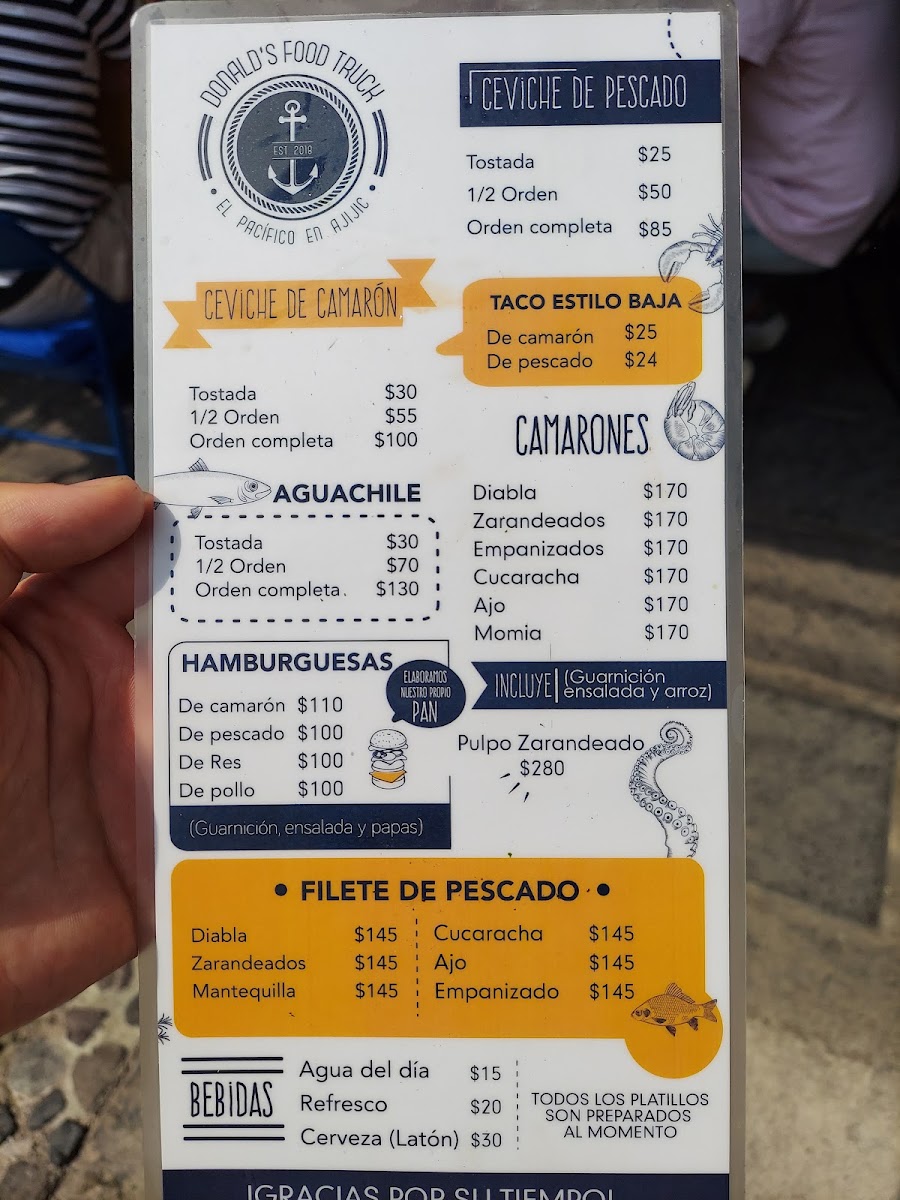 DONALD'S FOOD TRUCK
EST. 2019
• EL PACÍFICO EN AJIJIC •
CEVICHE DE PESCADO
Tostada $25
1/2 Orden $50
Orden completa $85
CEVICHE DE CAMARÓN
Tostada $30
1/2 Orden $55
Orden completa $100
TACO ESTILO BAJA
De camarón $25
De pescado $24
AGUACHILE
Tostada $30
1/2 Orden $70
Orden completa. $130
CAMARONES
Diabla $170
Zarandeados $170
Empanizados $170
Cucaracha $170
Ajo $170
Momia $170
INCLUYE (Guarnición
ensalada y arroz)
HAMBURGUESAS
ELABORAMOS
NUESTRO PROPIO
PAN
De camarón $110
De pescado $100
De Res $100
De pollo $100
(Guarnición, ensalada y papas)
Pulpo Zarandeado
$280
• FILETE DE PESCADO •
Diabla $145
Zarandeados $145
Mantequilla $145
Cucaracha $145
Ajo $145
Empanizado $145
BEBIDAS
Agua del día $15
Refresco $20
Cerveza (Latón) $30
TODOS LOS PLATILLOS
SON PREPARADOS
AL MOMENTO
¡GRACIAS POR SU TIEMPO!